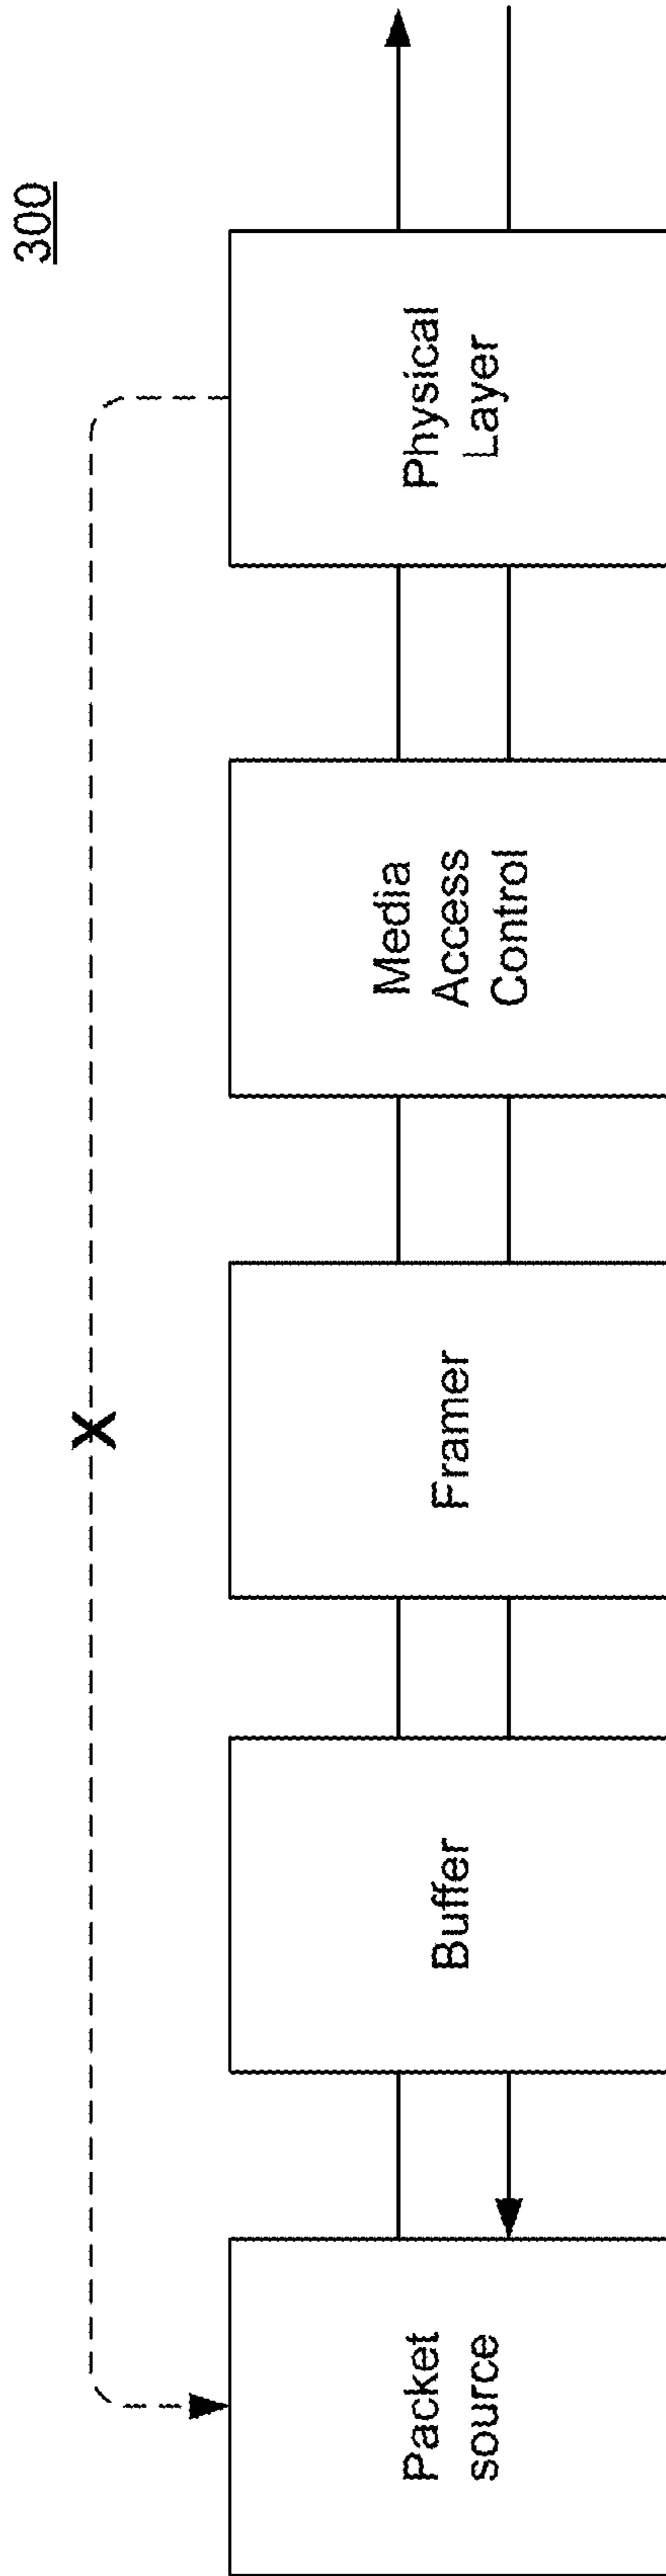 300
Packet
source
Buffer
Framer
Media
Access
Control
Physical
Layer
X